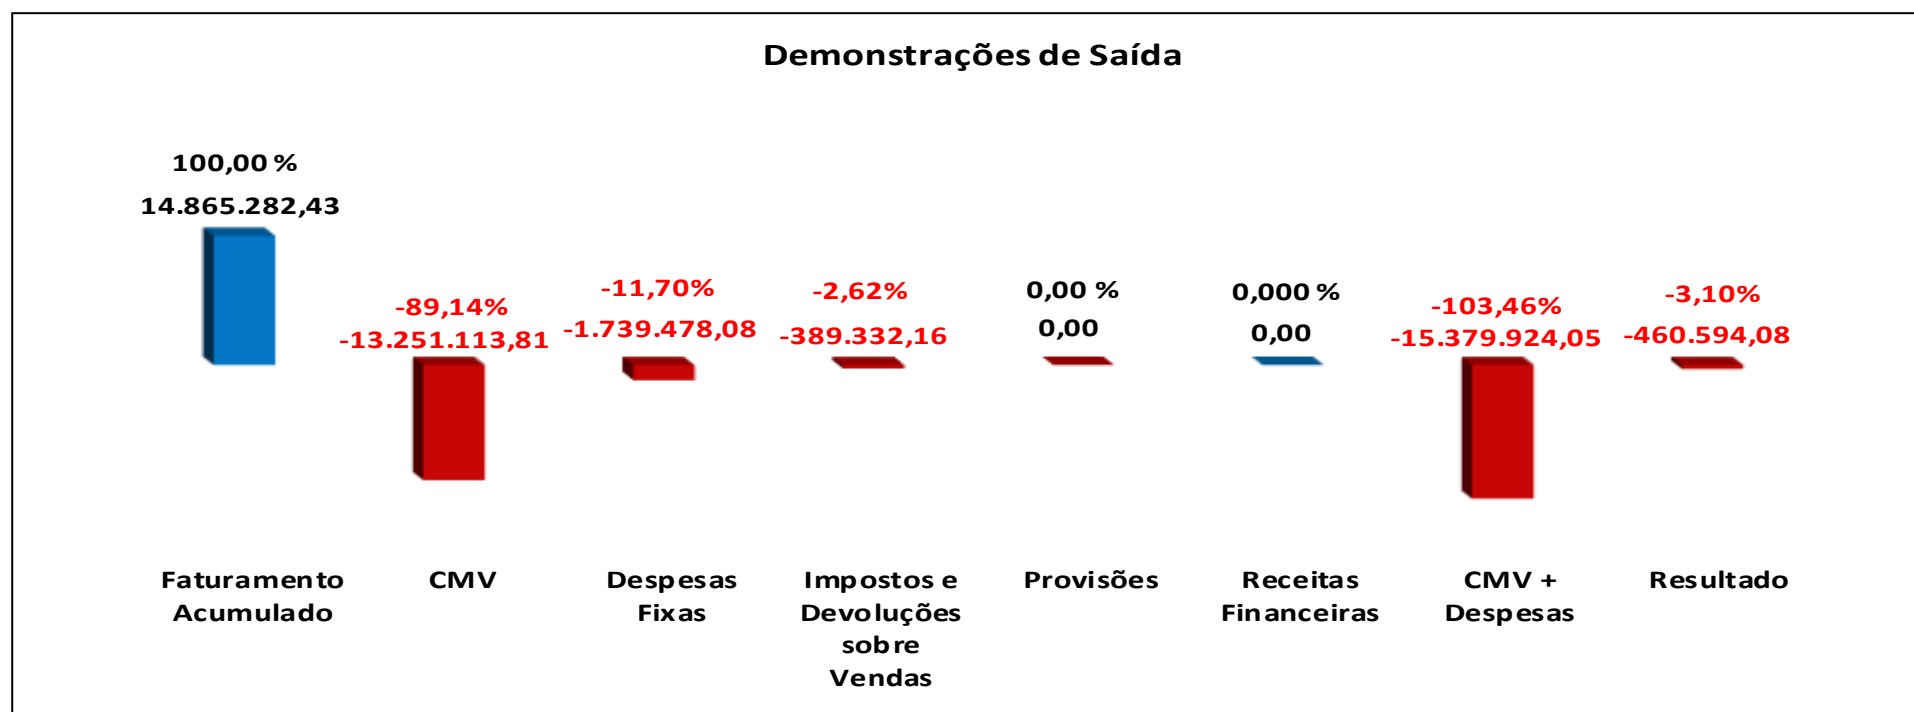 Demonstrações de Saída
100,00 %
14.865.282,43
-89,14%
-13.251.113,81
-11,70%
-1.739.478,08
-2,62%
-389.332,16
0,00 %
0,00
0,000 %
0,00
-103,46%
-15.379.924,05
-3,10%
-460.594,08
Faturamento
Acumulado
CMV
Despesas
Fixas
Impostos e
Devoluções
sobre
Vendas
Provisões
Receitas
Financeiras
CMV +
Despesas
Resultado